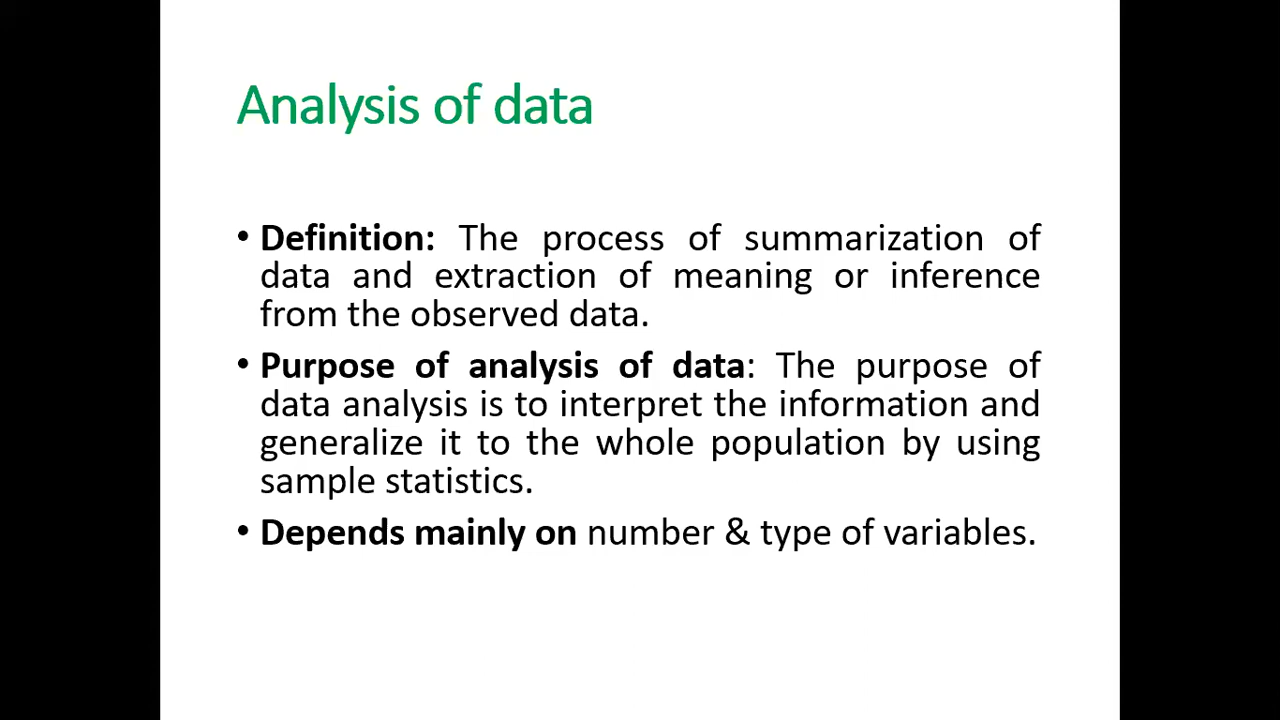 Analysis of data
• Definition: The process of summarization of
data and extraction of meaning or inference
from the observed data.
• Purpose of analysis of data: The purpose of
data analysis is to interpret the information and
generalize it to the whole population by using
sample statistics.
• Depends mainly on number & type of variables.